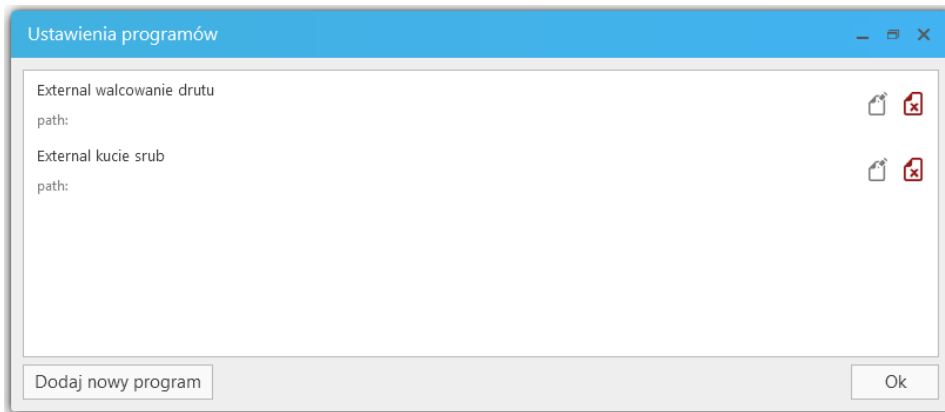 Ustawienia programów
External walcowanie drutu
path:
External kucie srub
path:
Dodaj nowy program
Ok